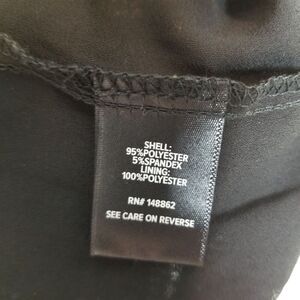 SHELL:
95%POLYESTER
5%SPANDEX
LINING:
100%POLYESTER
RN# 148862
SEE CARE ON REVERSE